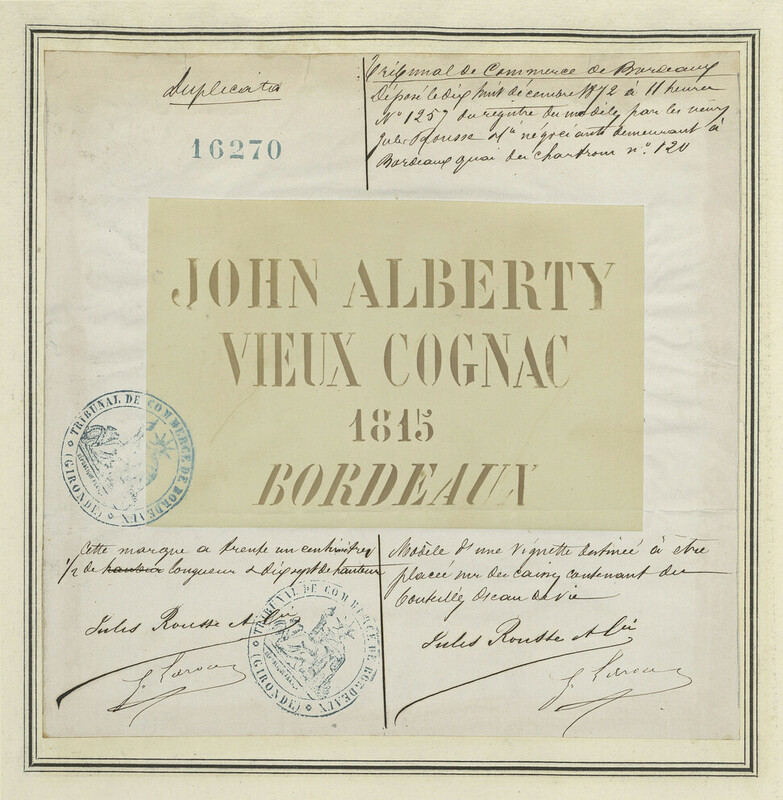 Duplicata
16270
Tribunal de Commerce de Bordeaux
Déposé le dix huit décembre 1872 à 11 heures
N° 1257 du registre du modèle par les sieurs
Jules Rousse & Cie négociants demeurant à
Bordeaux quai des chartrons n° 120
JOHN ALBERTY
VIEUX COGNAC
1815
BORDEAUX
TRIBUNAL DE COMMERCE DE BORDEAUX
(GIRONDE)
Cette marque a trente un centimètres
1/2 de hauteur longueur & dix sept de hauteur
Jules Rousse & Cie
Modèle d'une vignette destinée à être
placée sur des caisses contenant des
bouteilles d'eau de vie
Jules Rousse & Cie
TRIBUNAL DE COMMERCE DE BORDEAUX
(GIRONDE)